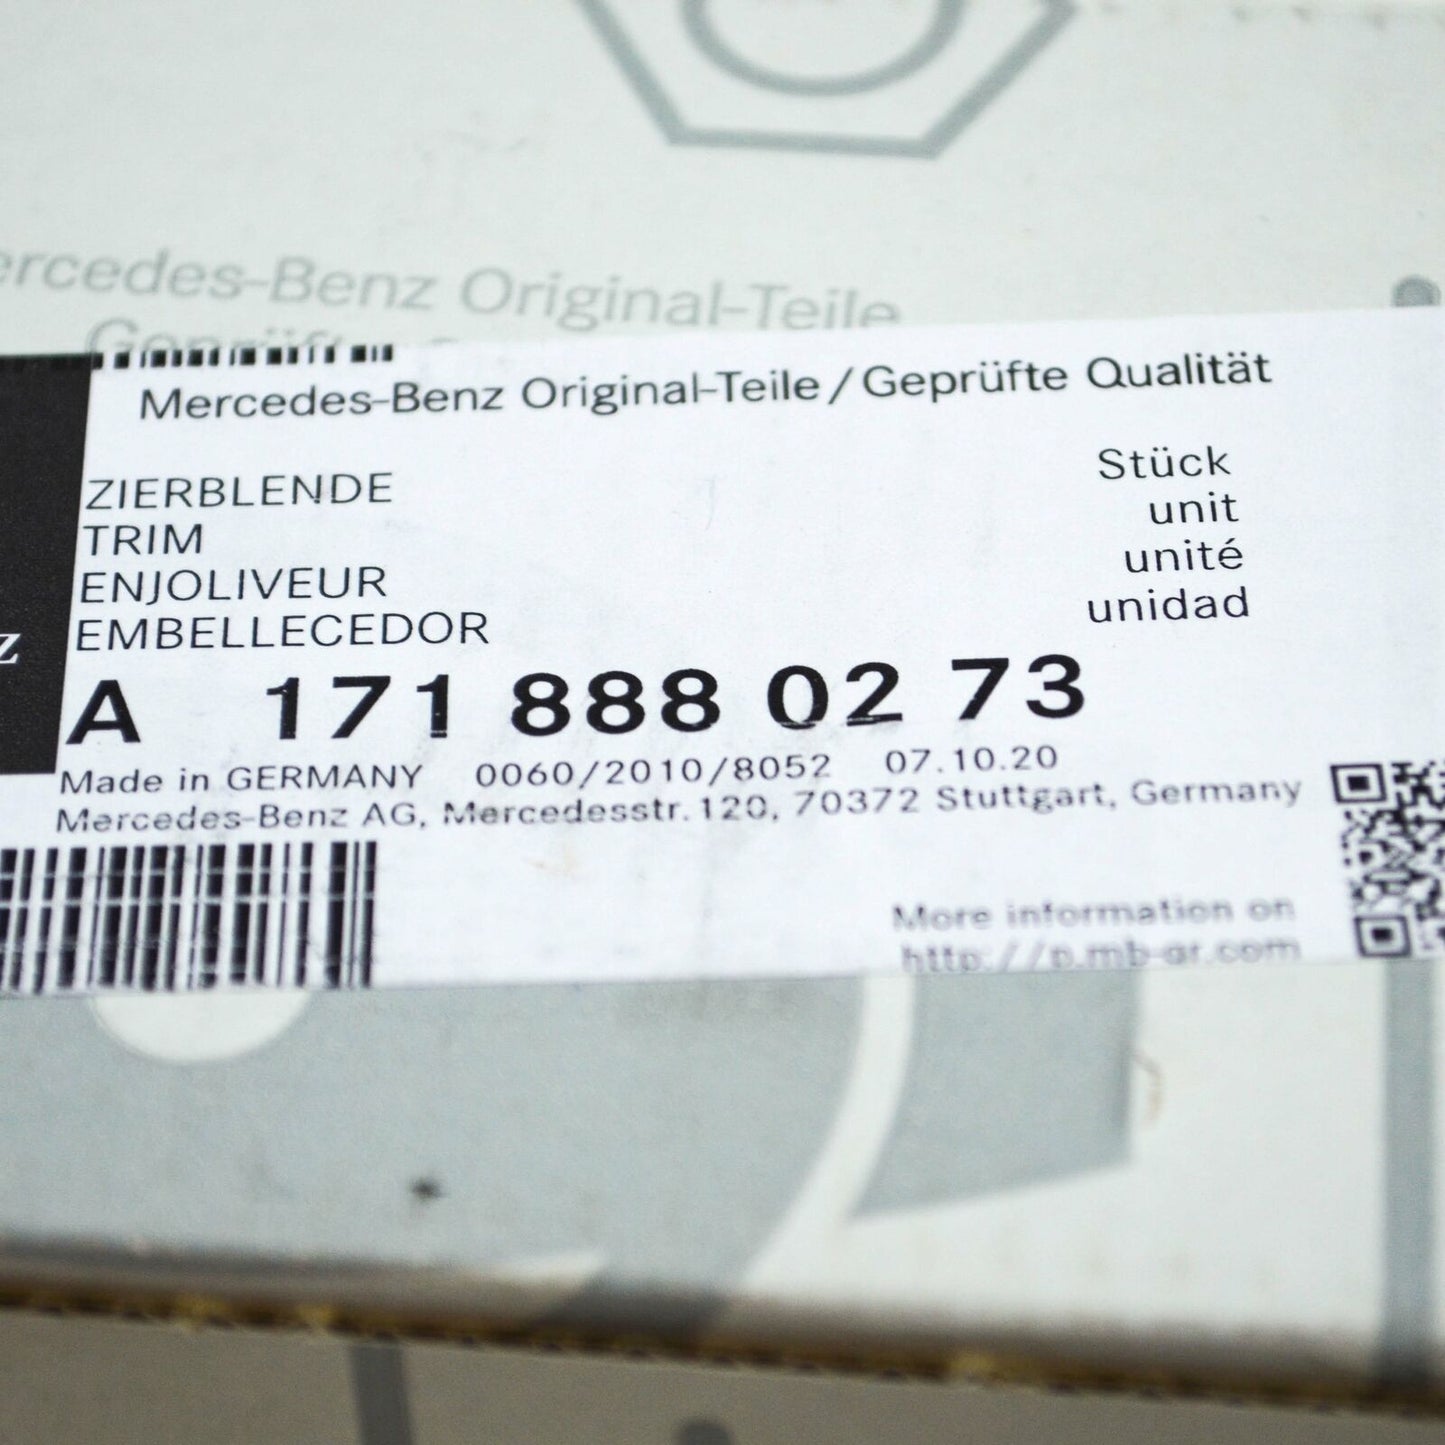 ercedes-Benz Original-Teile
Mercedes-Benz Original-Teile / Geprüfte Qualität
ZIERBLENDE
TRIM
ENJOLIVEUR
EMBELLECEDOR
Stück
unit
unité
unidad
z
A 171 888 02 73
Made in GERMANY 0060/2010/8052 07.10.20
Mercedes-Benz AG, Mercedesstr. 120, 70372 Stuttgart, Germany
More information on
http://p.mb-qr.com